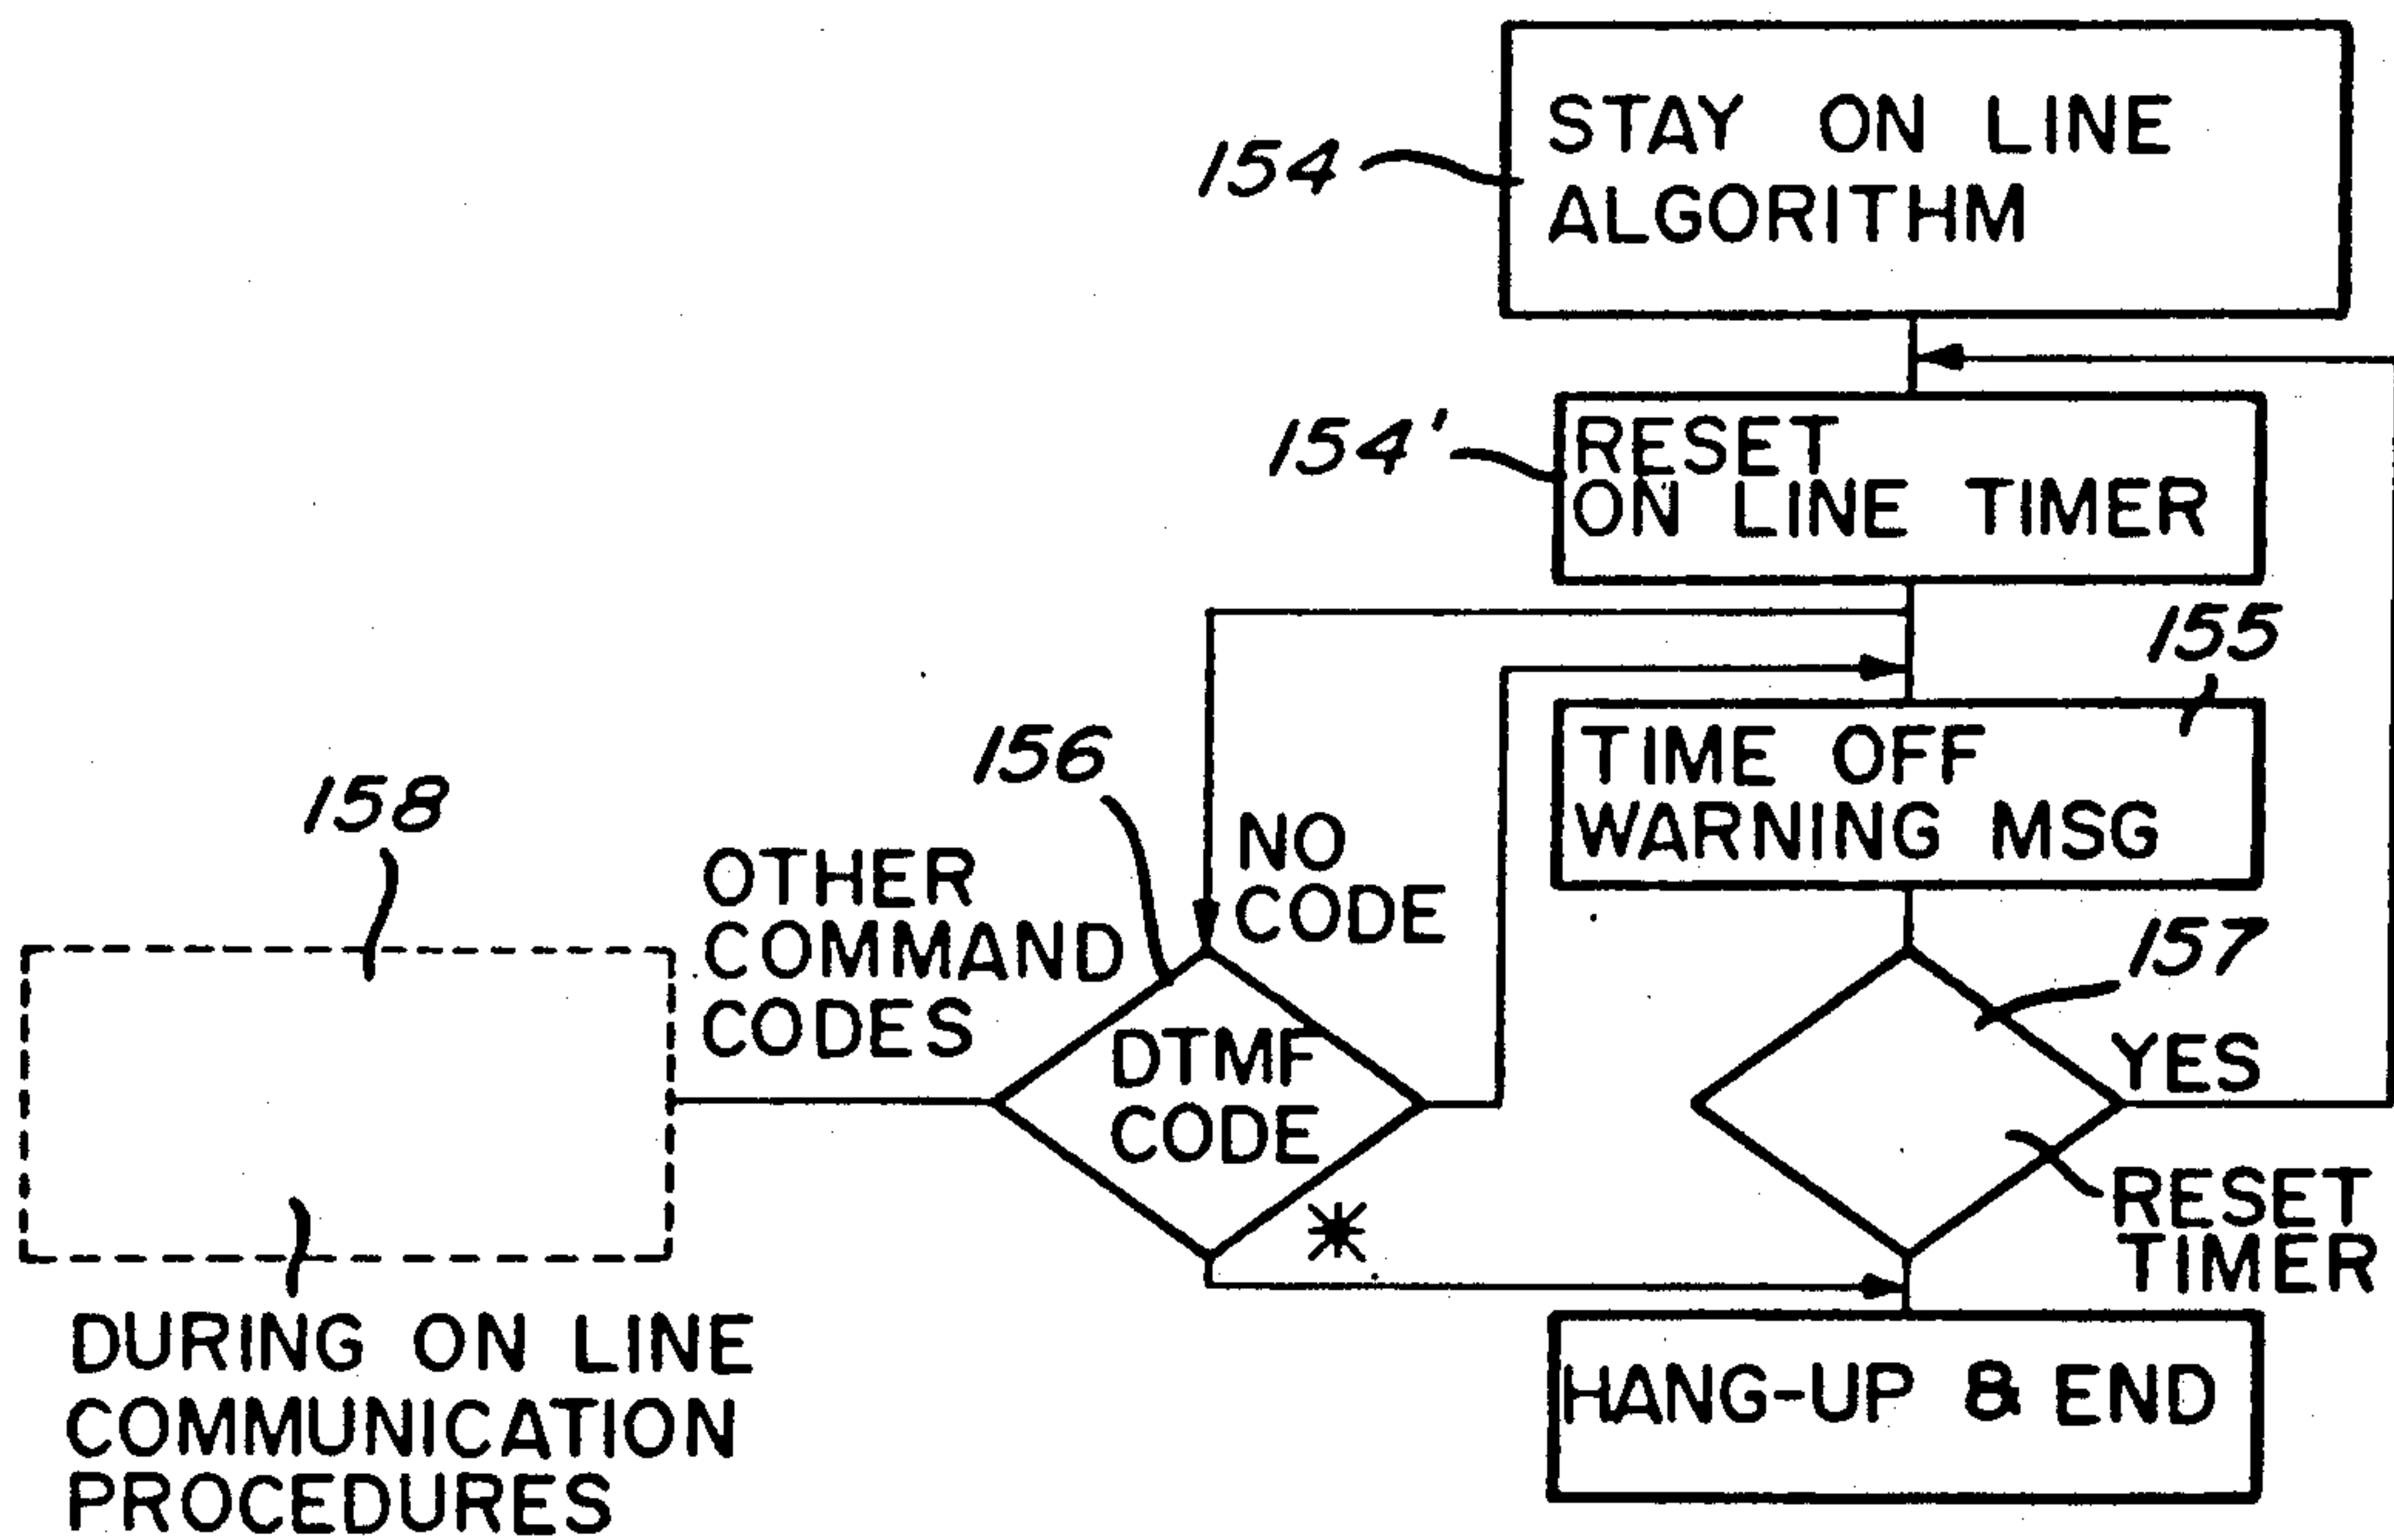 STAY ON LINE
ALGORITHM
154
154'
RESET
ON LINE TIMER
155
TIME OFF
WARNING MSG
156
NO
CODE
158
OTHER
COMMAND
CODES
157
DTMF
CODE
YES
*
RESET
TIMER
HANG-UP & END
DURING ON LINE
COMMUNICATION
PROCEDURES